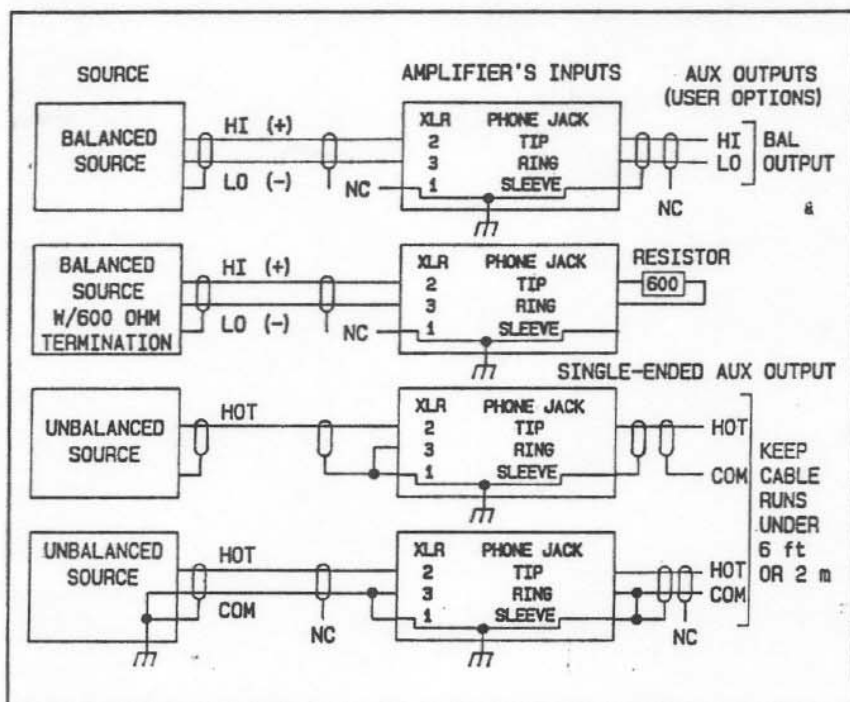 SOURCE
AMPLIFIER'S INPUTS
AUX OUTPUTS
(USER OPTIONS)
BALANCED
SOURCE
HI (+)
LO (-)
NC
XLR PHONE JACK
2 TIP
3 RING
1 SLEEVE
HI
LO
BAL
OUTPUT
NC
&
BALANCED
SOURCE
W/600 OHM
TERMINATION
HI (+)
LO (-)
NC
XLR PHONE JACK
2 TIP
3 RING
1 SLEEVE
RESISTOR
600
SINGLE-ENDED AUX OUTPUT
UNBALANCED
SOURCE
HOT
XLR PHONE JACK
2 TIP
3 RING
1 SLEEVE
HOT
COM
KEEP
CABLE
RUNS
UNDER
6 ft
OR 2 m
UNBALANCED
SOURCE
HOT
COM
NC
XLR PHONE JACK
2 TIP
3 RING
1 SLEEVE
HOT
COM
NC